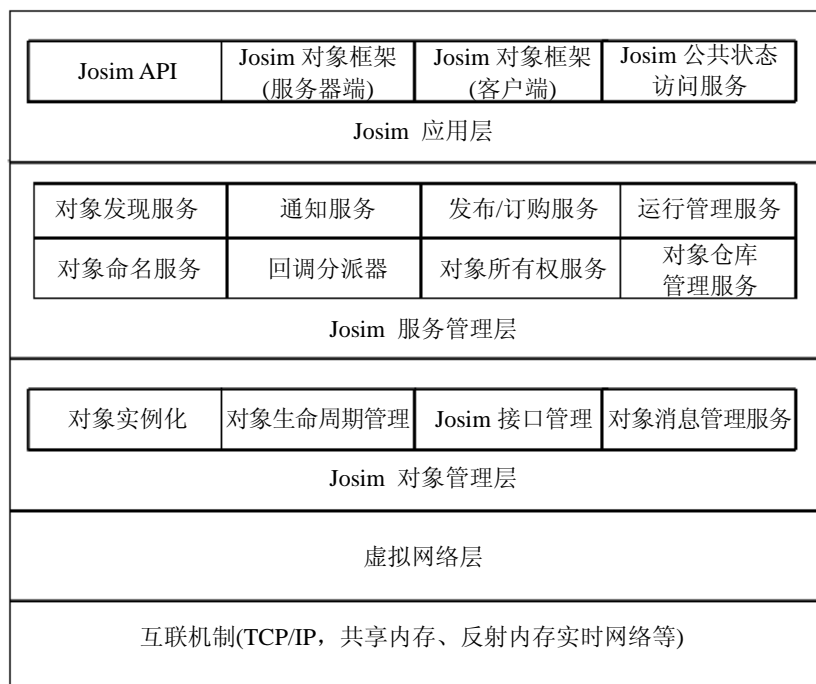 Josim API
Josim 对象框架
(服务器端)
Josim 对象框架
(客户端)
Josim 公共状态
访问服务
Josim 应用层
对象发现服务
通知服务
发布/订购服务
运行管理服务
对象命名服务
回调分派器
对象所有权服务
对象仓库
管理服务
Josim 服务管理层
对象实例化
对象生命周期管理
Josim 接口管理
对象消息管理服务
Josim 对象管理层
虚拟网络层
互联机制(TCP/IP，共享内存、反射内存实时网络等)